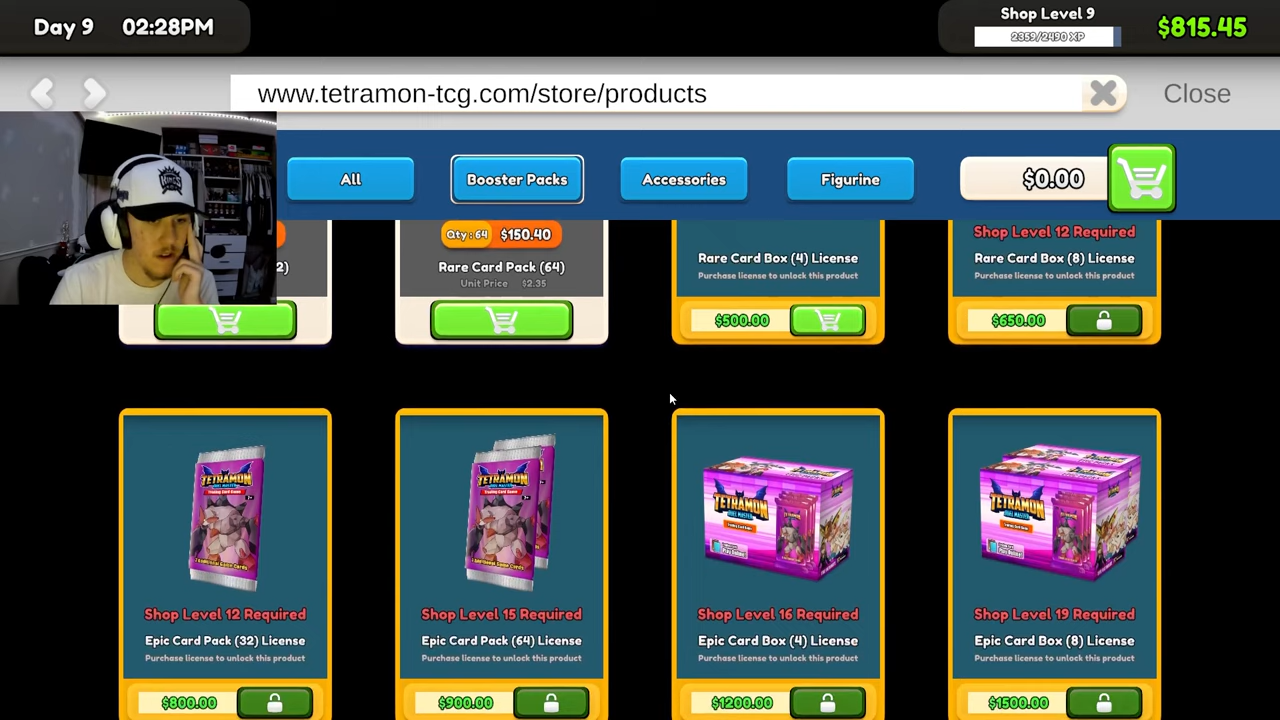 Day 9 02:28PM
Shop Level 9
2359/2490 XP
$815.45
www.tetramon-tcg.com/store/products
Close
All
Booster Packs
Accessories
Figurine
$0.00
2)
Qty : 64 $150.40
Rare Card Pack (64)
Unit Price $2.35
Rare Card Box (4) License
Purchase license to unlock this product
$500.00
Shop Level 12 Required
Rare Card Box (8) License
Purchase license to unlock this product
$650.00
TETRAMON
Shop Level 12 Required
Epic Card Pack (32) License
Purchase license to unlock this product
$800.00
TETRAMON
Shop Level 15 Required
Epic Card Pack (64) License
Purchase license to unlock this product
$900.00
TETRAMON
Shop Level 16 Required
Epic Card Box (4) License
Purchase license to unlock this product
$1200.00
TETRAMON
Shop Level 19 Required
Epic Card Box (8) License
Purchase license to unlock this product
$1500.00